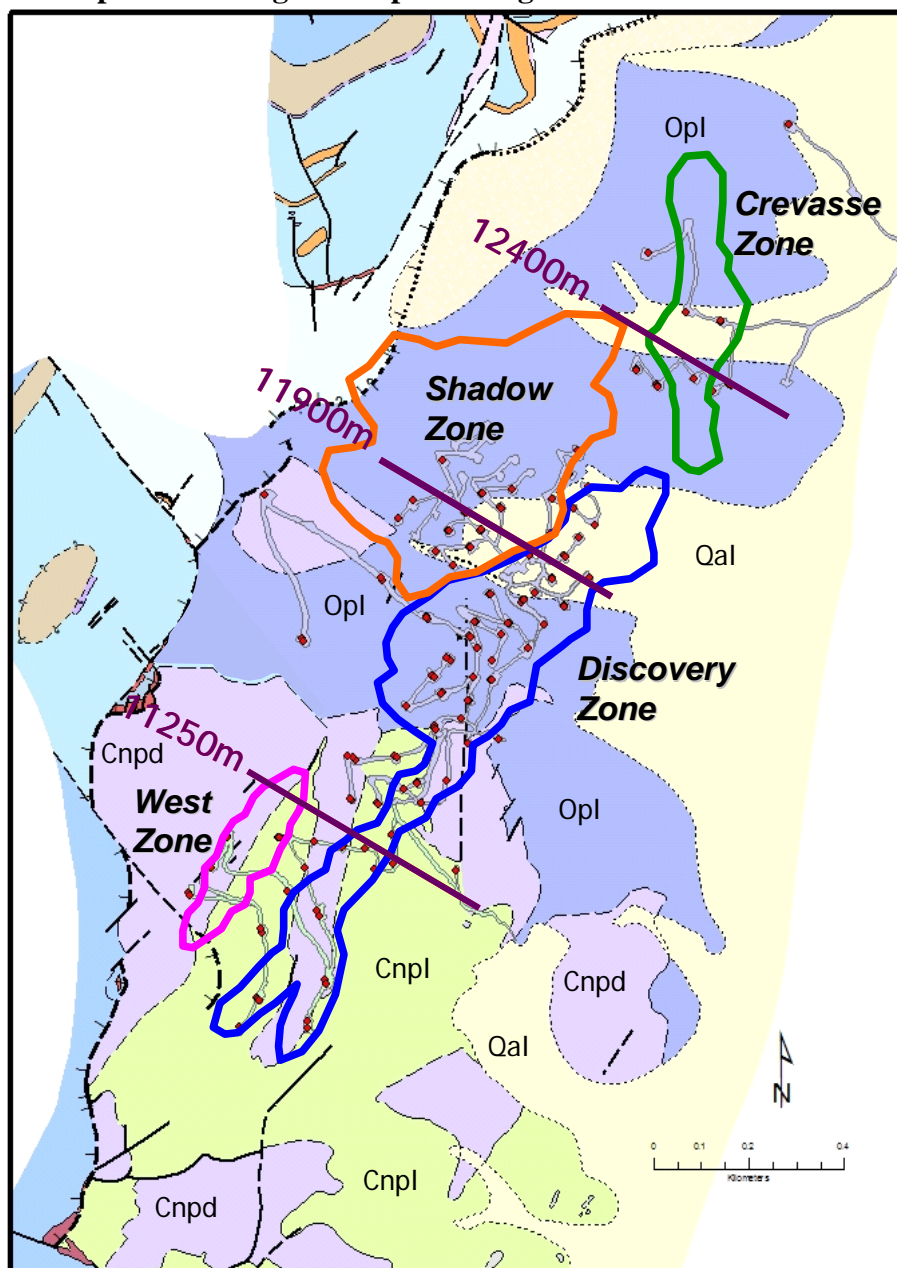 Opl
Crevasse
Zone
12400m
Shadow
Zone
11900m
Qal
Opl
Discovery
Zone
11250m
Cnpd
West
Zone
Opl
Cnpl
Cnpd
Qal
N
0 0.1 0.2 0.4
Kilometers
Cnpl
Cnpd